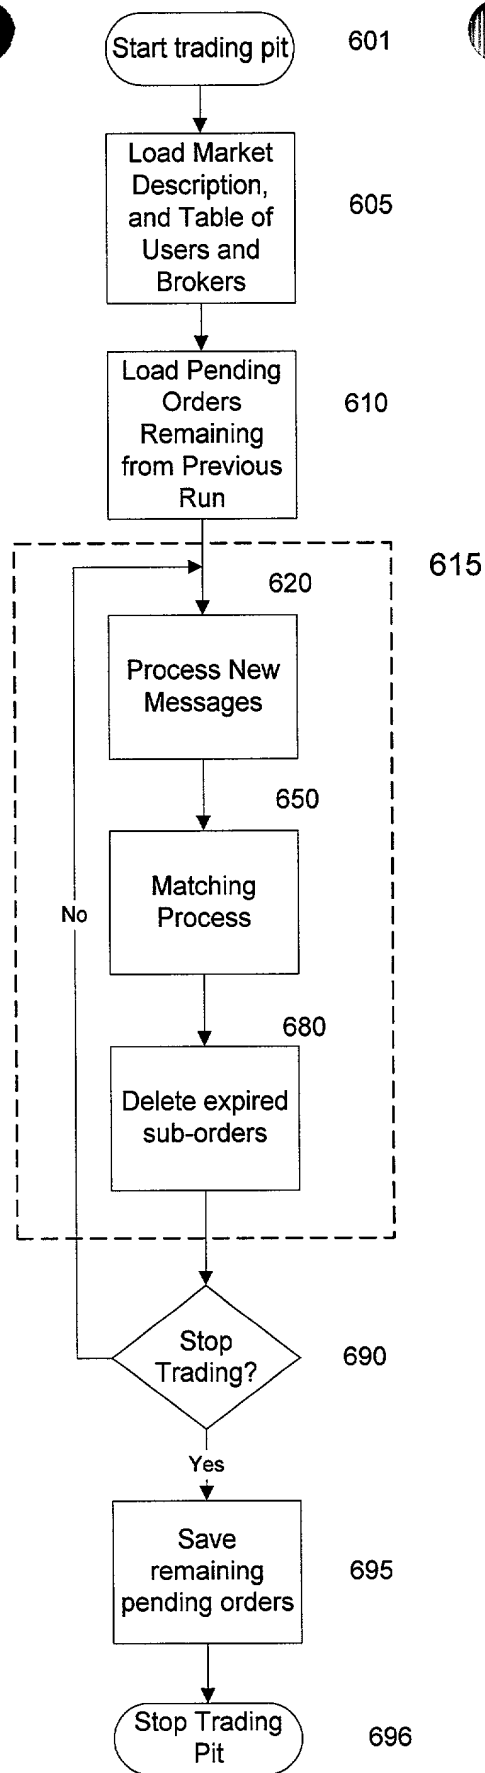 Start trading pit
601
Load Market
Description,
and Table of
Users and
Brokers
605
Load Pending
Orders
Remaining
from Previous
Run
610
615
620
Process New
Messages
650
Matching
Process
No
680
Delete expired
sub-orders
Stop
Trading?
690
Yes
Save
remaining
pending orders
695
Stop Trading
Pit
696